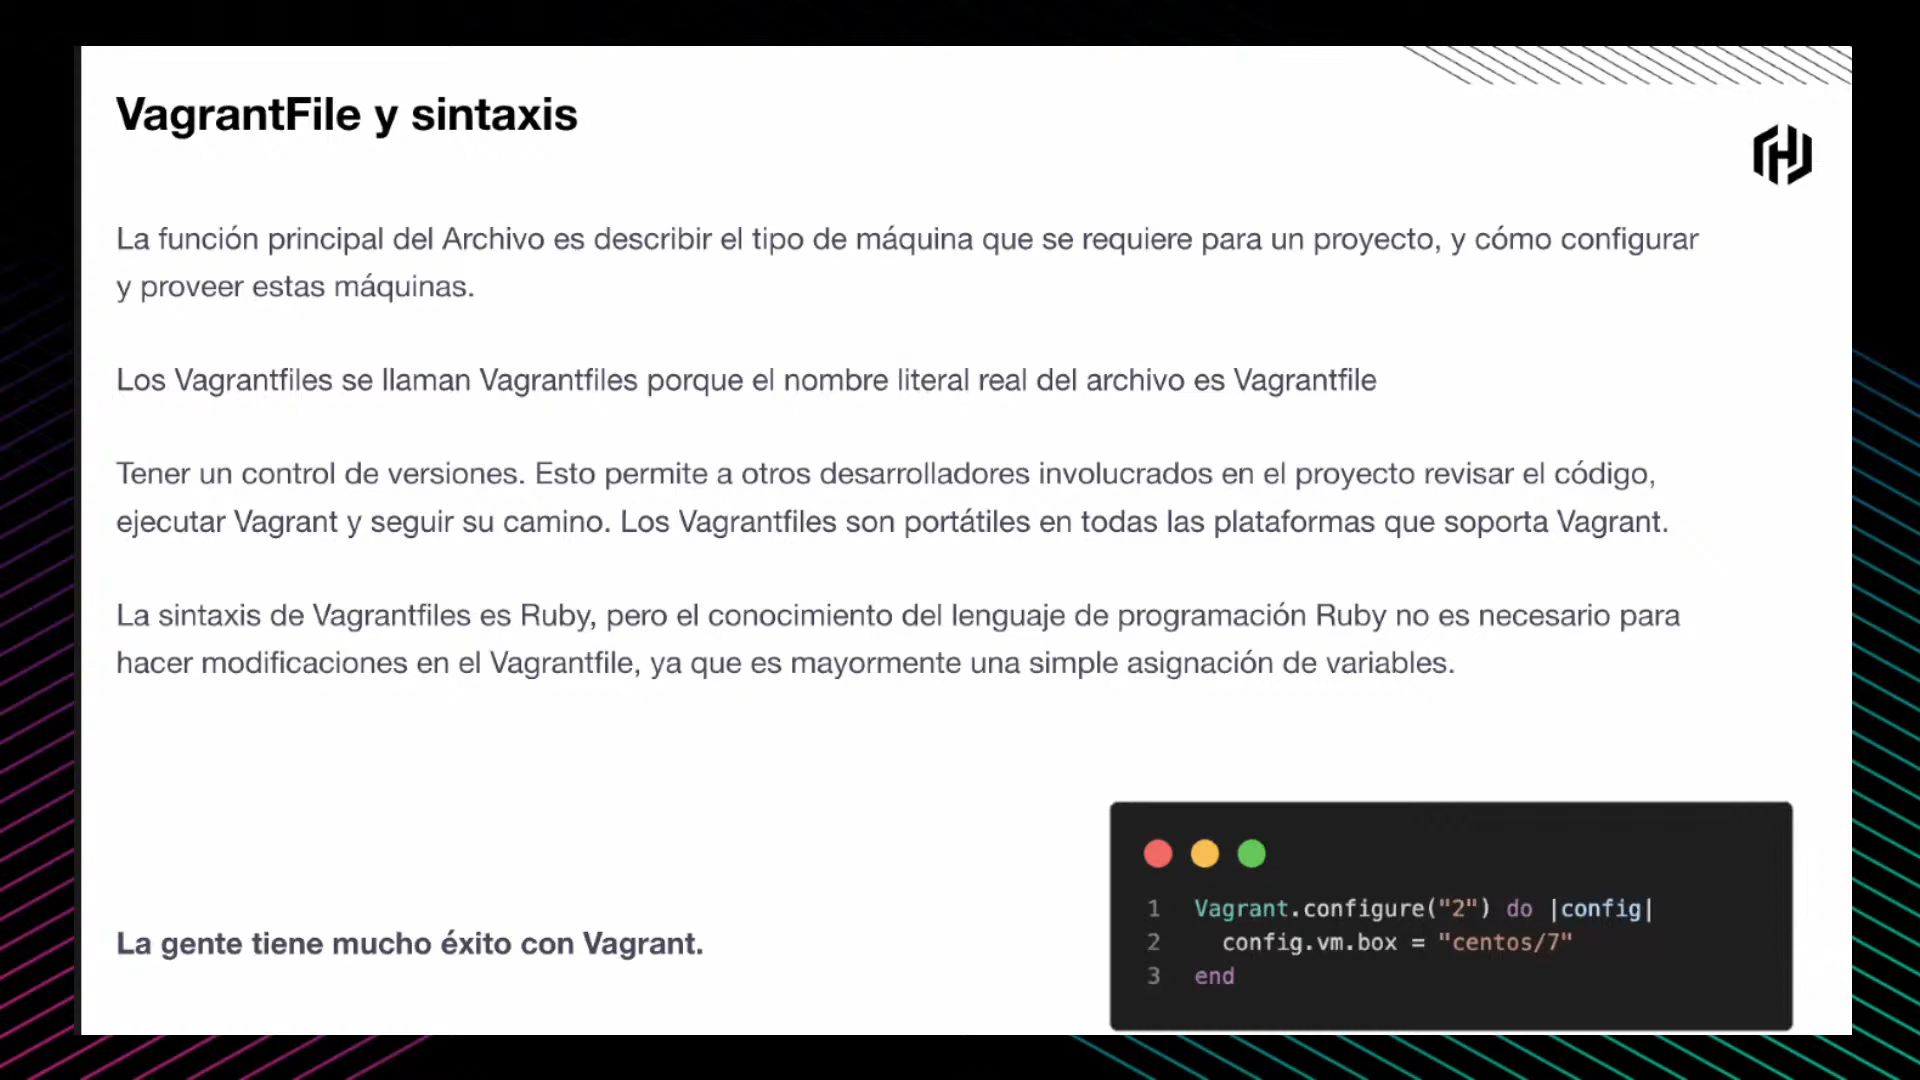 VagrantFile y sintaxis
La función principal del Archivo es describir el tipo de máquina que se requiere para un proyecto, y cómo configurar
y proveer estas máquinas.
Los Vagrantfiles se llaman Vagrantfiles porque el nombre literal real del archivo es Vagrantfile
Tener un control de versiones. Esto permite a otros desarrolladores involucrados en el proyecto revisar el código,
ejecutar Vagrant y seguir su camino. Los Vagrantfiles son portátiles en todas las plataformas que soporta Vagrant.
La sintaxis de Vagrantfiles es Ruby, pero el conocimiento del lenguaje de programación Ruby no es necesario para
hacer modificaciones en el Vagrantfile, ya que es mayormente una simple asignación de variables.
La gente tiene mucho éxito con Vagrant.
1 Vagrant.configure("2") do |config|
2 config.vm.box = "centos/7"
3 end